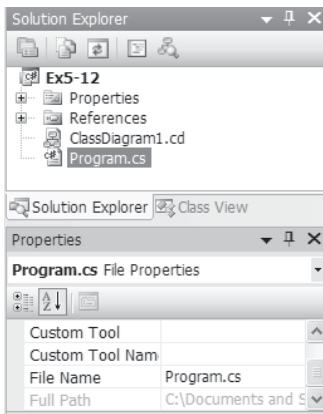 Solution Explorer
Ex5-12
Properties
References
ClassDiagram1.cd
Program.cs
Solution Explorer Class View
Properties
Program.cs File Properties
Custom Tool
Custom Tool Nam
File Name Program.cs
Full Path C:\Documents and S